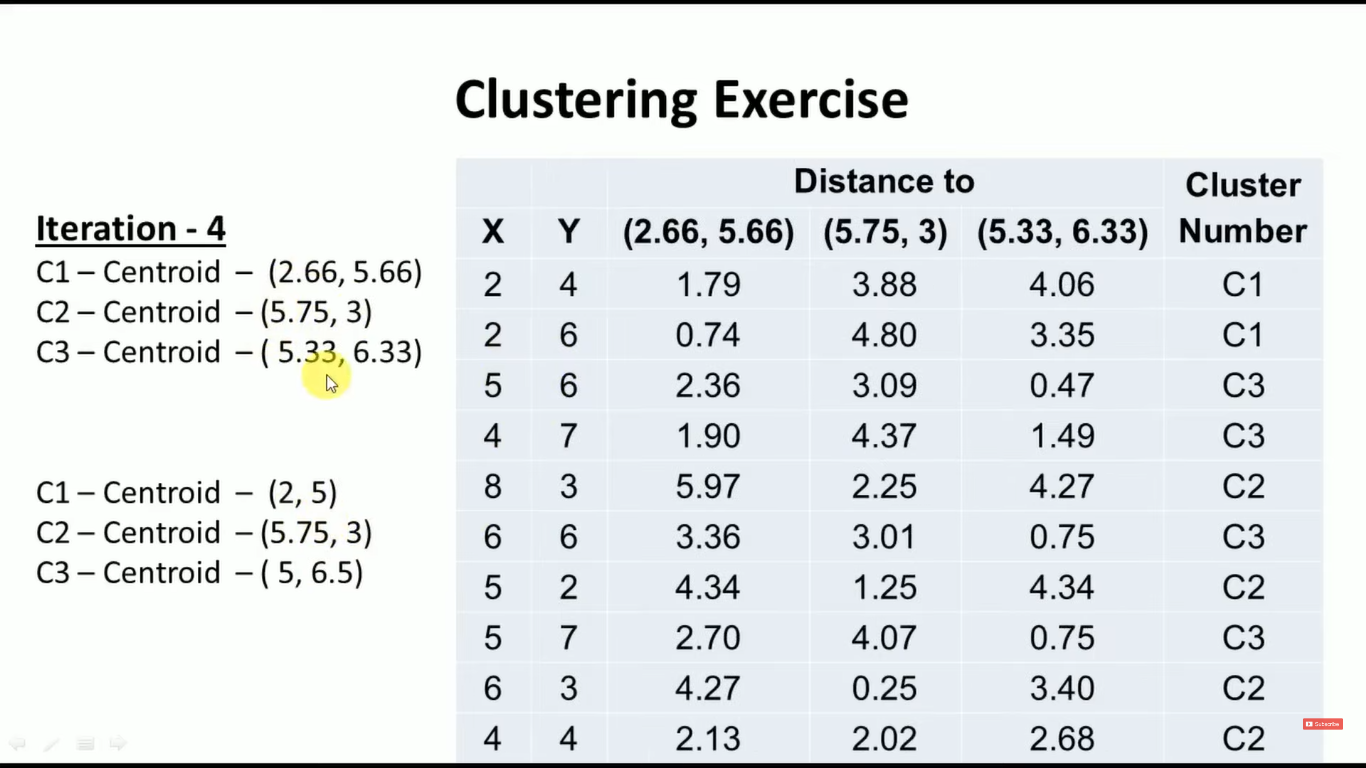 Clustering Exercise
Iteration - 4
C1 – Centroid – (2.66, 5.66)
C2 – Centroid – (5.75, 3)
C3 – Centroid – ( 5.33, 6.33)
C1 – Centroid – (2, 5)
C2 – Centroid – (5.75, 3)
C3 – Centroid – ( 5, 6.5)
Distance to Cluster
X Y (2.66, 5.66) (5.75, 3) (5.33, 6.33) Number
2 4 1.79 3.88 4.06 C1
2 6 0.74 4.80 3.35 C1
5 6 2.36 3.09 0.47 C3
4 7 1.90 4.37 1.49 C3
8 3 5.97 2.25 4.27 C2
6 6 3.36 3.01 0.75 C3
5 2 4.34 1.25 4.34 C2
5 7 2.70 4.07 0.75 C3
6 3 4.27 0.25 3.40 C2
4 4 2.13 2.02 2.68 C2
Subscribe